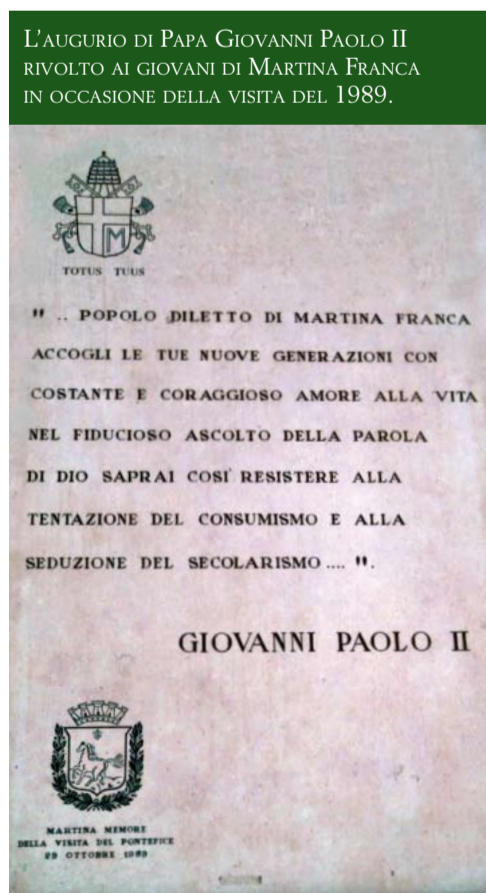 L'augurio di Papa Giovanni Paolo II
rivolto ai giovani di Martina Franca
in occasione della visita del 1989.
M
TOTUS TUUS
" .. POPOLO DILETTO DI MARTINA FRANCA
ACCOGLI LE TUE NUOVE GENERAZIONI CON
COSTANTE E CORAGGIOSO AMORE ALLA VITA
NEL FIDUCIOSO ASCOLTO DELLA PAROLA
DI DIO SAPRAI COSI' RESISTERE ALLA
TENTAZIONE DEL CONSUMISMO E ALLA
SEDUZIONE DEL SECOLARISMO .... ".
GIOVANNI PAOLO II
MARTINA MEMORE
DELLA VISITA DEL PONTEFICE
29 OTTOBRE 1989